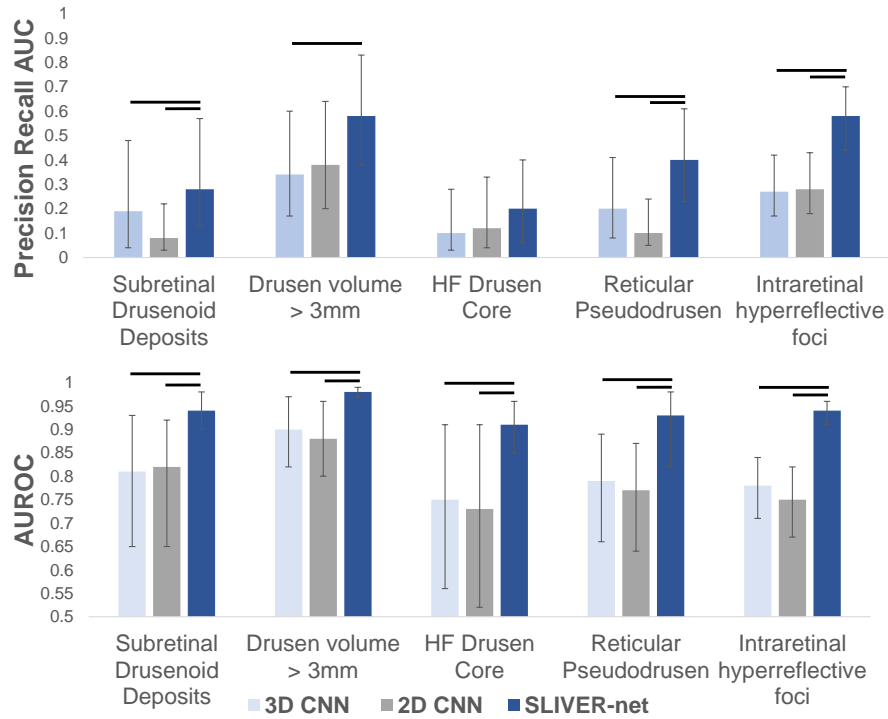 Precision Recall AUC
1
0.9
0.8
0.7
0.6
0.5
0.4
0.3
0.2
0.1
0
Subretinal
Drusenoid
Deposits
Drusen volume
> 3mm
HF Drusen
Core
Reticular
Pseudodrusen
Intraretinal
hyperreflective
foci
AUROC
1
0.95
0.9
0.85
0.8
0.75
0.7
0.65
0.6
0.55
0.5
Subretinal
Drusenoid
Deposits
Drusen volume
> 3mm
HF Drusen
Core
Reticular
Pseudodrusen
Intraretinal
hyperreflective
foci
3D CNN
2D CNN
SLIVER-net